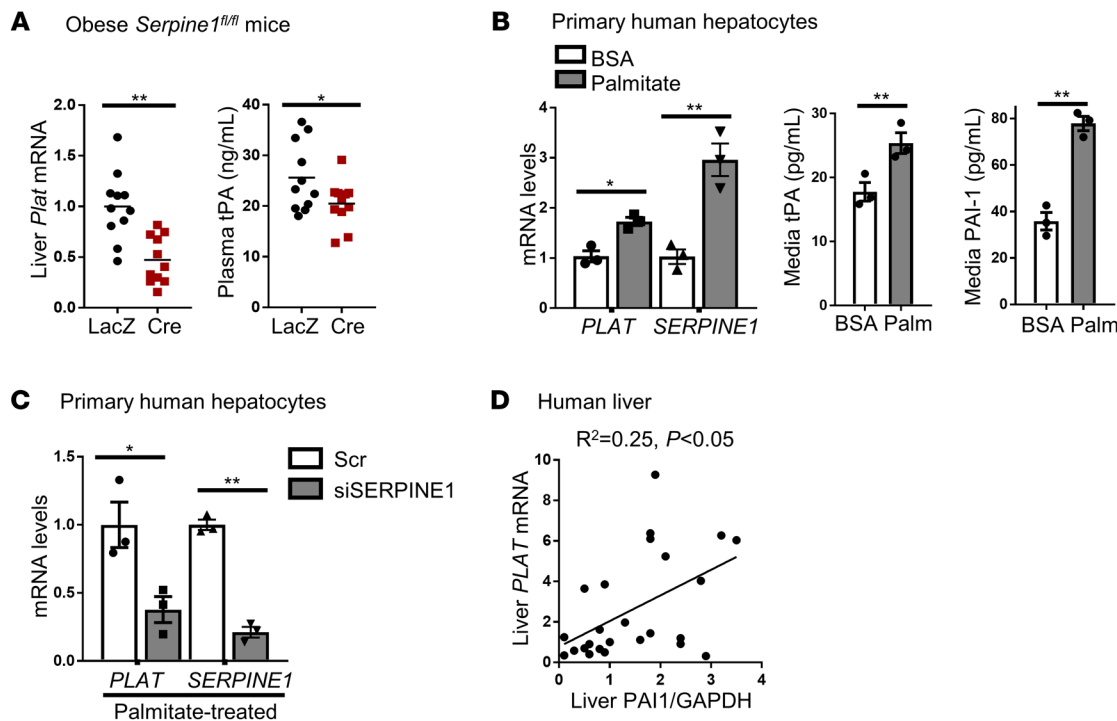 A Obese Serpine1fl/fl mice
Liver Plat mRNA
2.0
1.5
1.0
0.5
0.0
**
LacZ Cre
Plasma tPA (ng/mL)
40
30
20
10
0
*
LacZ Cre
B Primary human hepatocytes
BSA
Palmitate
mRNA levels
4
3
2
1
0
*
**
PLAT SERPINE1
Media tPA (pg/mL)
30
20
10
0
**
BSA Palm
Media PAI-1 (pg/mL)
80
60
40
20
0
**
BSA Palm
C Primary human hepatocytes
mRNA levels
1.5
1.0
0.5
0.0
*
**
Scr
siSERPINE1
PLAT SERPINE1
Palmitate-treated
D Human liver
R²=0.25, P<0.05
Liver PLAT mRNA
10
8
6
4
2
0
0 1 2 3 4
Liver PAI1/GAPDH